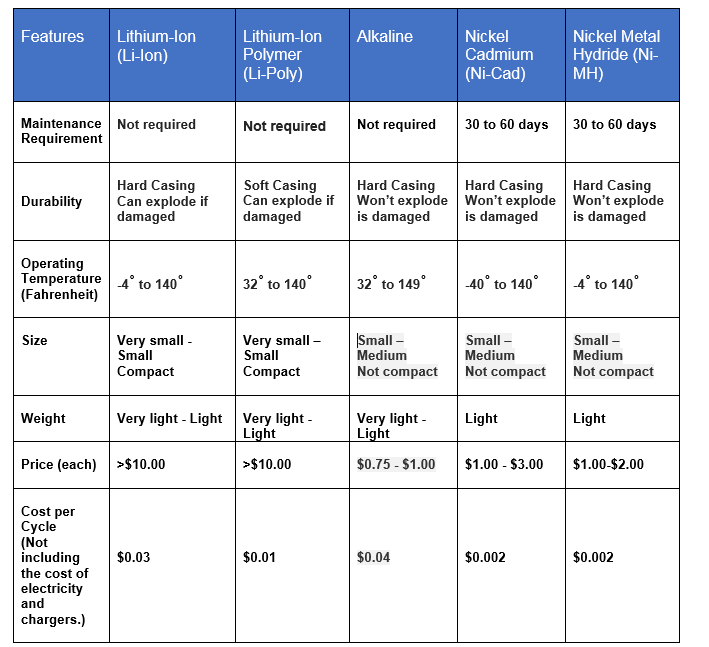 Features
Lithium-Ion
(Li-Ion)
Lithium-Ion
Polymer
(Li-Poly)
Alkaline
Nickel
Cadmium
(Ni-Cad)
Nickel Metal
Hydride (Ni-
MH)
Maintenance
Requirement
Not required
Not required
Not required
30 to 60 days
30 to 60 days
Durability
Hard Casing
Can explode if
damaged
Soft Casing
Can explode if
damaged
Hard Casing
Won't explode
is damaged
Hard Casing
Won't explode
is damaged
Hard Casing
Won't explode
is damaged
Operating
Temperature
(Fahrenheit)
-4° to 140°
32° to 140°
32° to 149°
-40° to 140°
-4° to 140°
Size
Very small -
Small
Compact
Very small –
Small
Compact
Small –
Medium
Not compact
Small –
Medium
Not compact
Small –
Medium
Not compact
Weight
Very light - Light
Very light -
Light
Very light -
Light
Light
Light
Price (each)
>$10.00
>$10.00
$0.75 - $1.00
$1.00 - $3.00
$1.00-$2.00
Cost per
Cycle
(Not
including
the cost of
electricity
and
chargers.)
$0.03
$0.01
$0.04
$0.002
$0.002